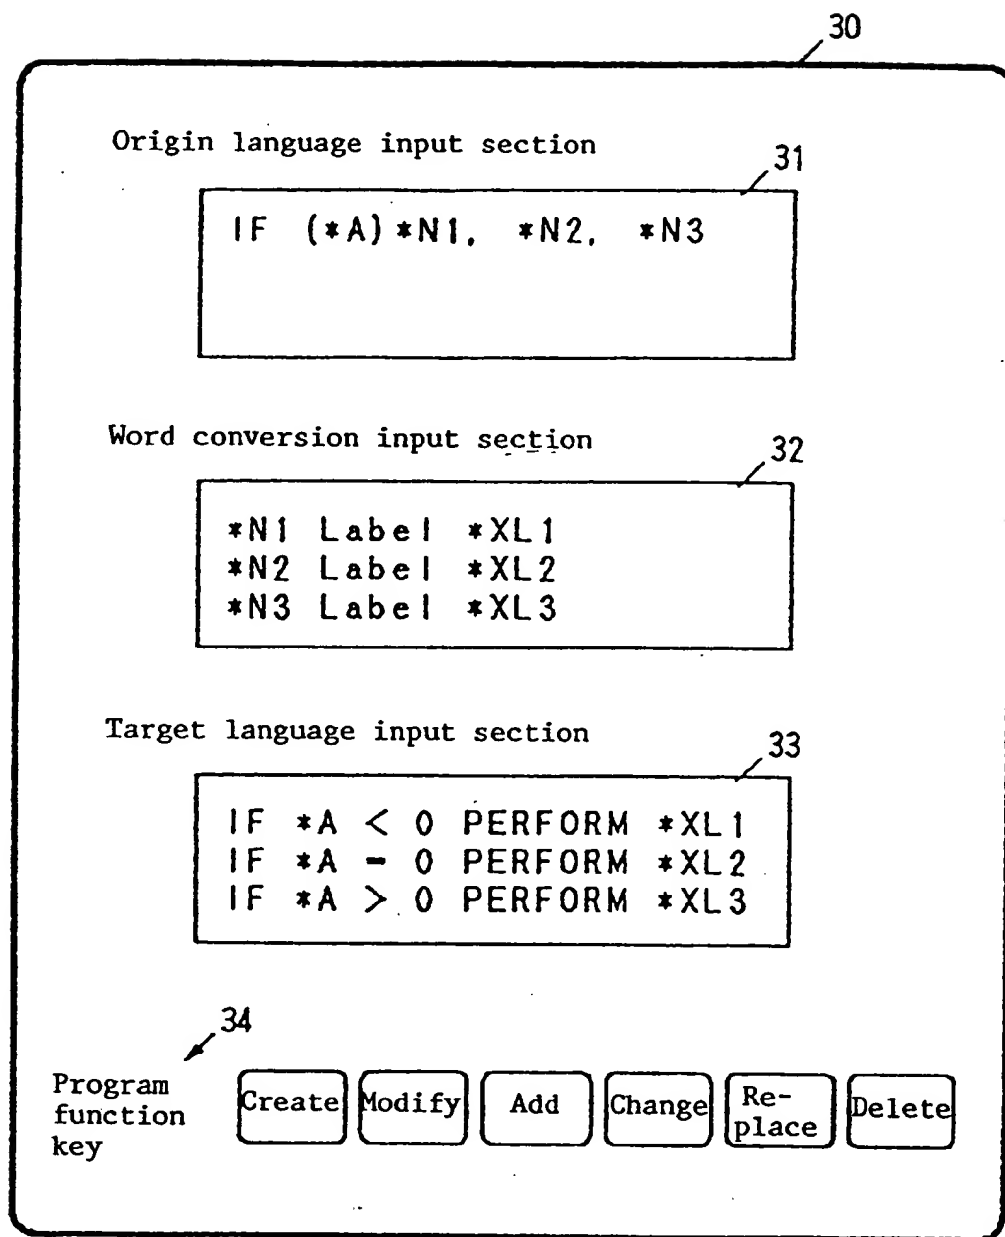 30
Origin language input section
31
IF (*A)*N1, *N2, *N3
Word conversion input section
32
*N1 Label *XL1
*N2 Label *XL2
*N3 Label *XL3
Target language input section
33
IF *A < 0 PERFORM *XL1
IF *A - 0 PERFORM *XL2
IF *A > 0 PERFORM *XL3
34
Program
function
key
Create Modify Add Change Re-
place Delete